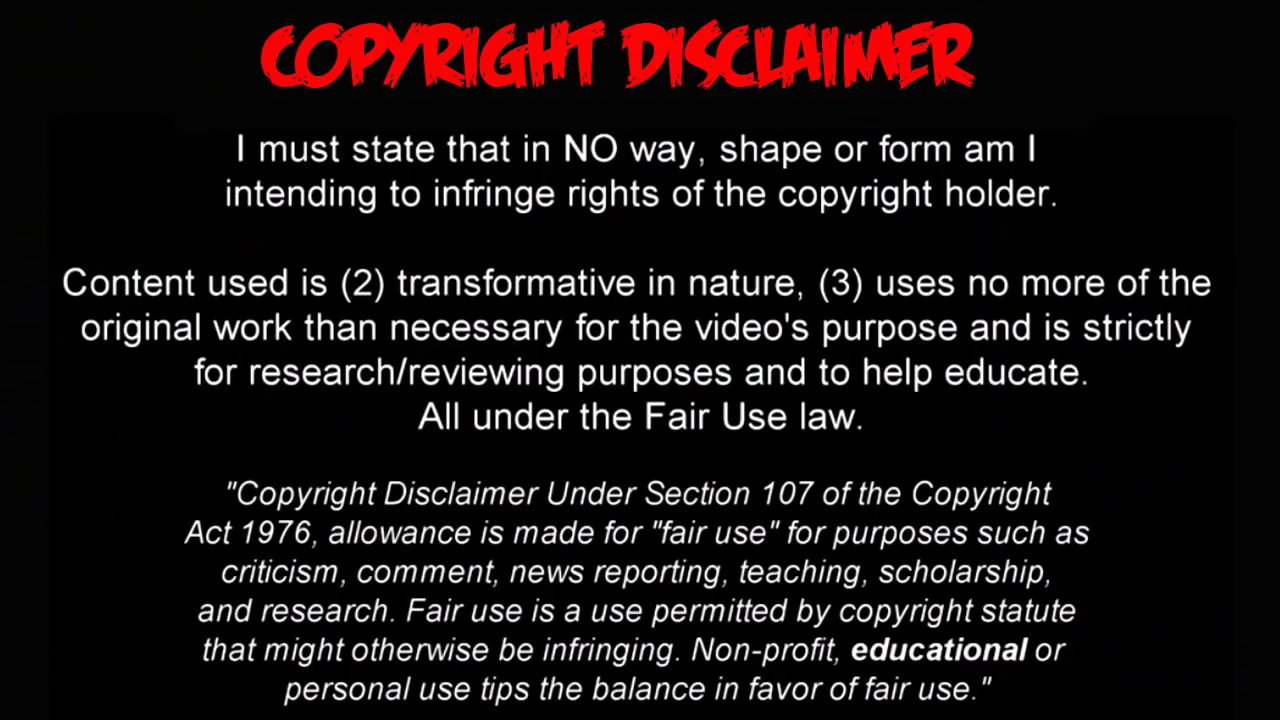 COPYRIGHT DISCLAIMER
I must state that in NO way, shape or form am I
intending to infringe rights of the copyright holder.
Content used is (2) transformative in nature, (3) uses no more of the
original work than necessary for the video's purpose and is strictly
for research/reviewing purposes and to help educate.
All under the Fair Use law.
"Copyright Disclaimer Under Section 107 of the Copyright
Act 1976, allowance is made for "fair use" for purposes such as
criticism, comment, news reporting, teaching, scholarship,
and research. Fair use is a use permitted by copyright statute
that might otherwise be infringing. Non-profit, educational or
personal use tips the balance in favor of fair use."